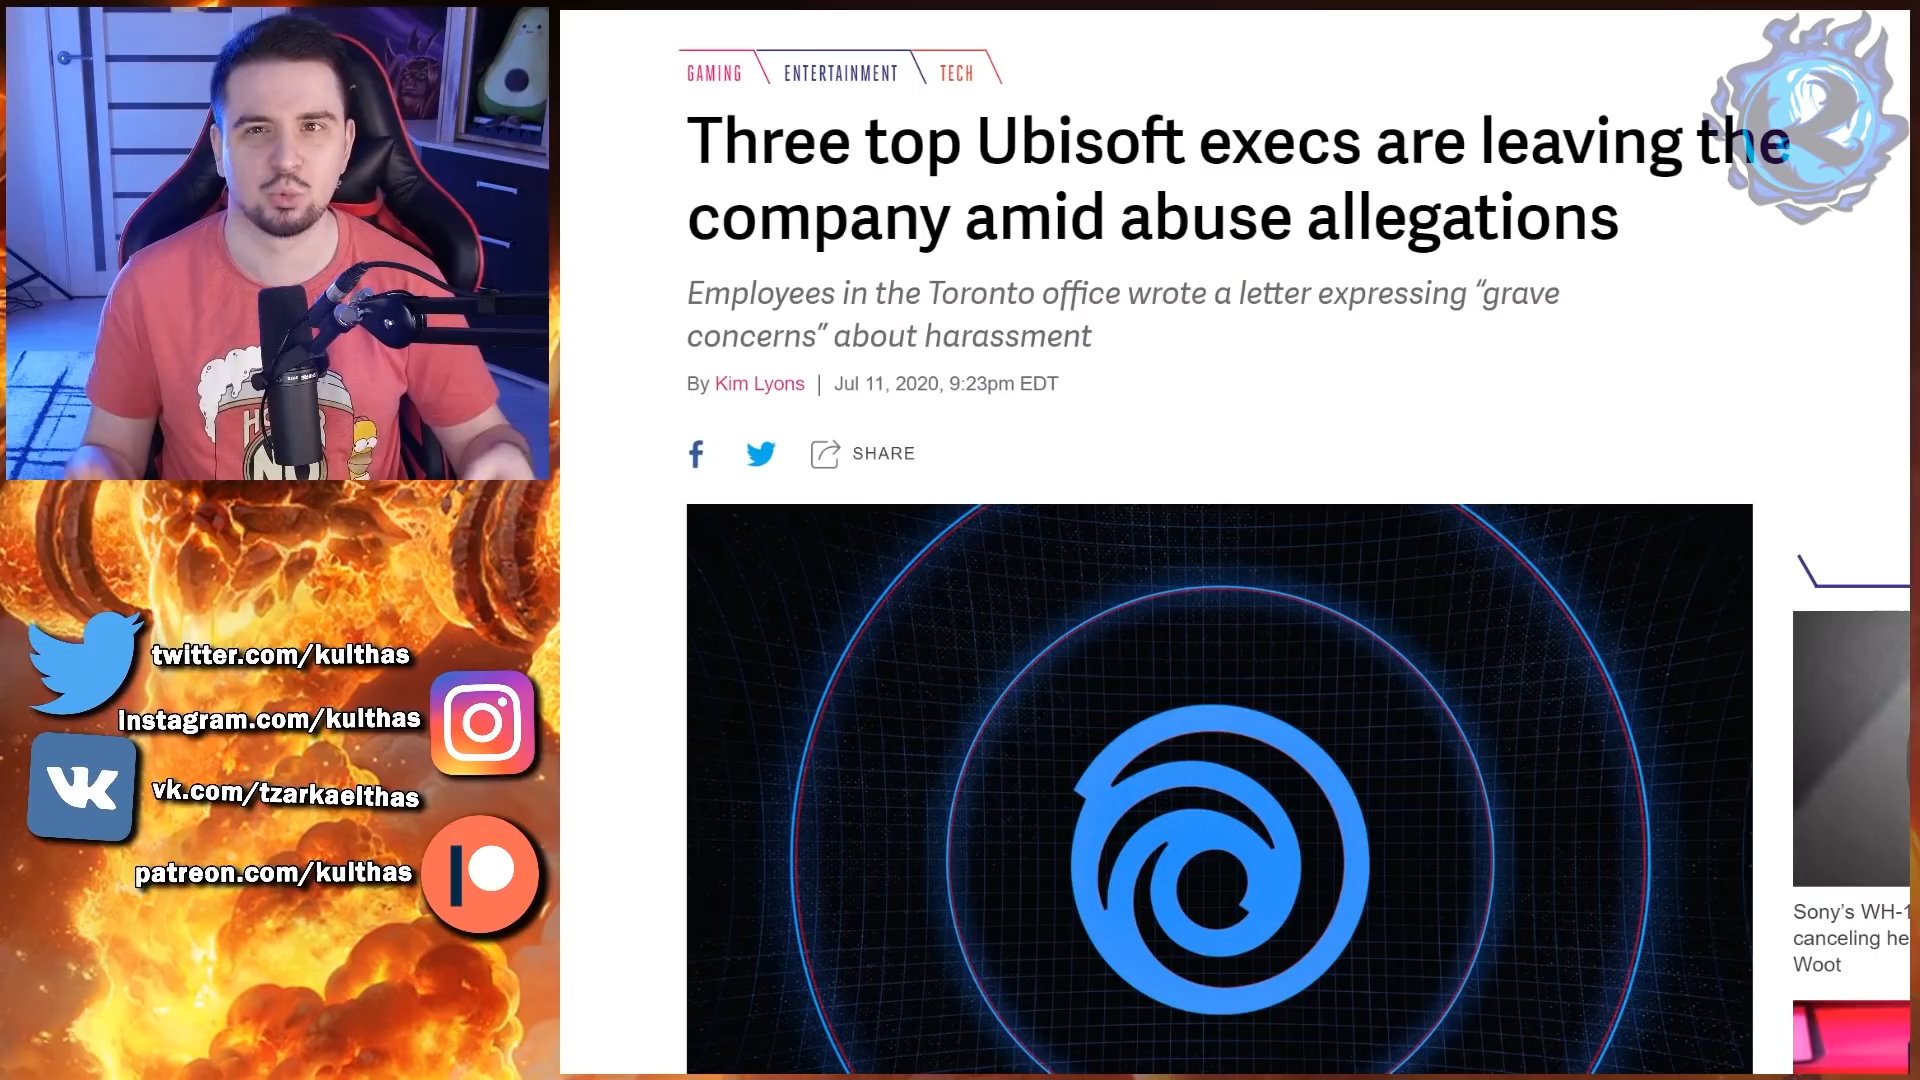 GAMING
ENTERTAINMENT
TECH
Three top Ubisoft execs are leaving the
company amid abuse allegations
Employees in the Toronto office wrote a letter expressing “grave
concerns” about harassment
By Kim Lyons | Jul 11, 2020, 9:23pm EDT
SHARE
twitter.com/kulthas
instagram.com/kulthas
vk.com/tzarkaelthas
patreon.com/kulthas
Sony’s WH-1
canceling he
Woot